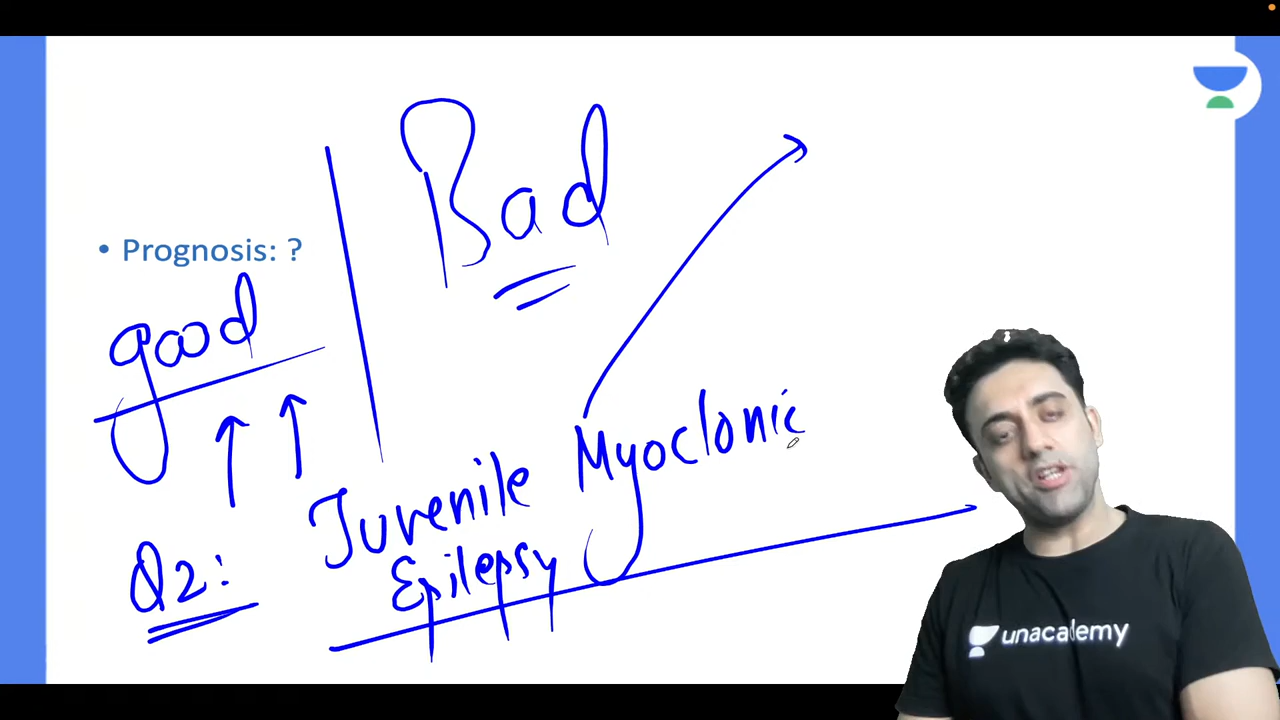 Bad
• Prognosis: ?
good
Juvenile Myoclonic
Epilepsy
Q2:
unacademy